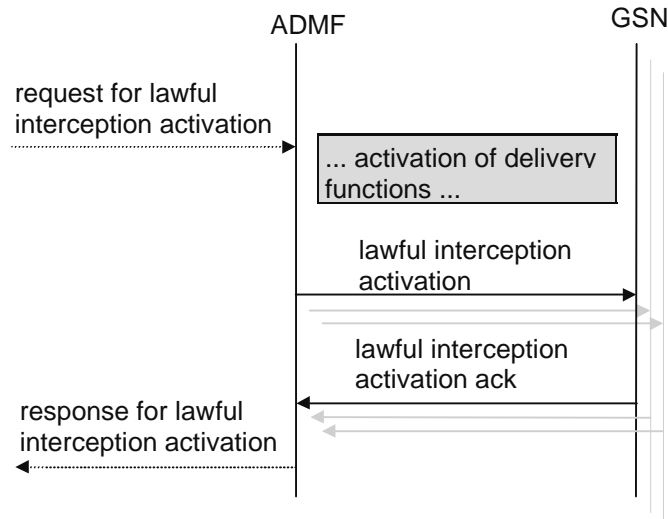 ADMF
GSN
request for lawful
interception activation
... activation of delivery
functions ...
lawful interception
activation
lawful interception
activation ack
response for lawful
interception activation